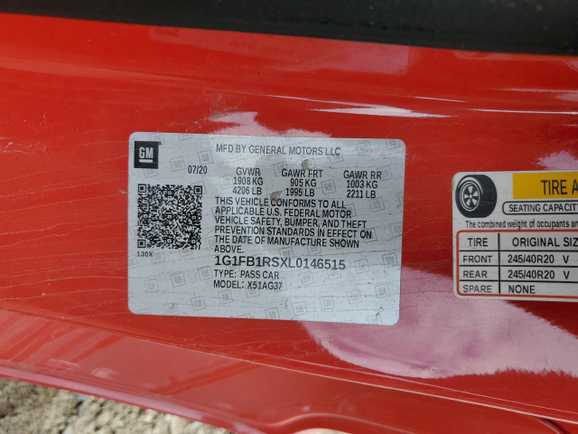 GM
MFD BY GENERAL MOTORS LLC
07/20 GVWR GAWR FRT GAWR RR
1908 KG 905 KG 1003 KG
4206 LB 1995 LB 2211 LB
THIS VEHICLE CONFORMS TO ALL
APPLICABLE U.S. FEDERAL MOTOR
VEHICLE SAFETY, BUMPER, AND THEFT
PREVENTION STANDARDS IN EFFECT ON
THE DATE OF MANUFACTURE SHOWN
ABOVE.
130X
1G1FB1RSXL0146515
TYPE: PASS CAR
MODEL: X51AG37
TIRE A
SEATING CAPACIT
The combined weight of occupants an
TIRE ORIGINAL SIZ
FRONT 245/40R20 V
REAR 245/40R20 V
SPARE NONE